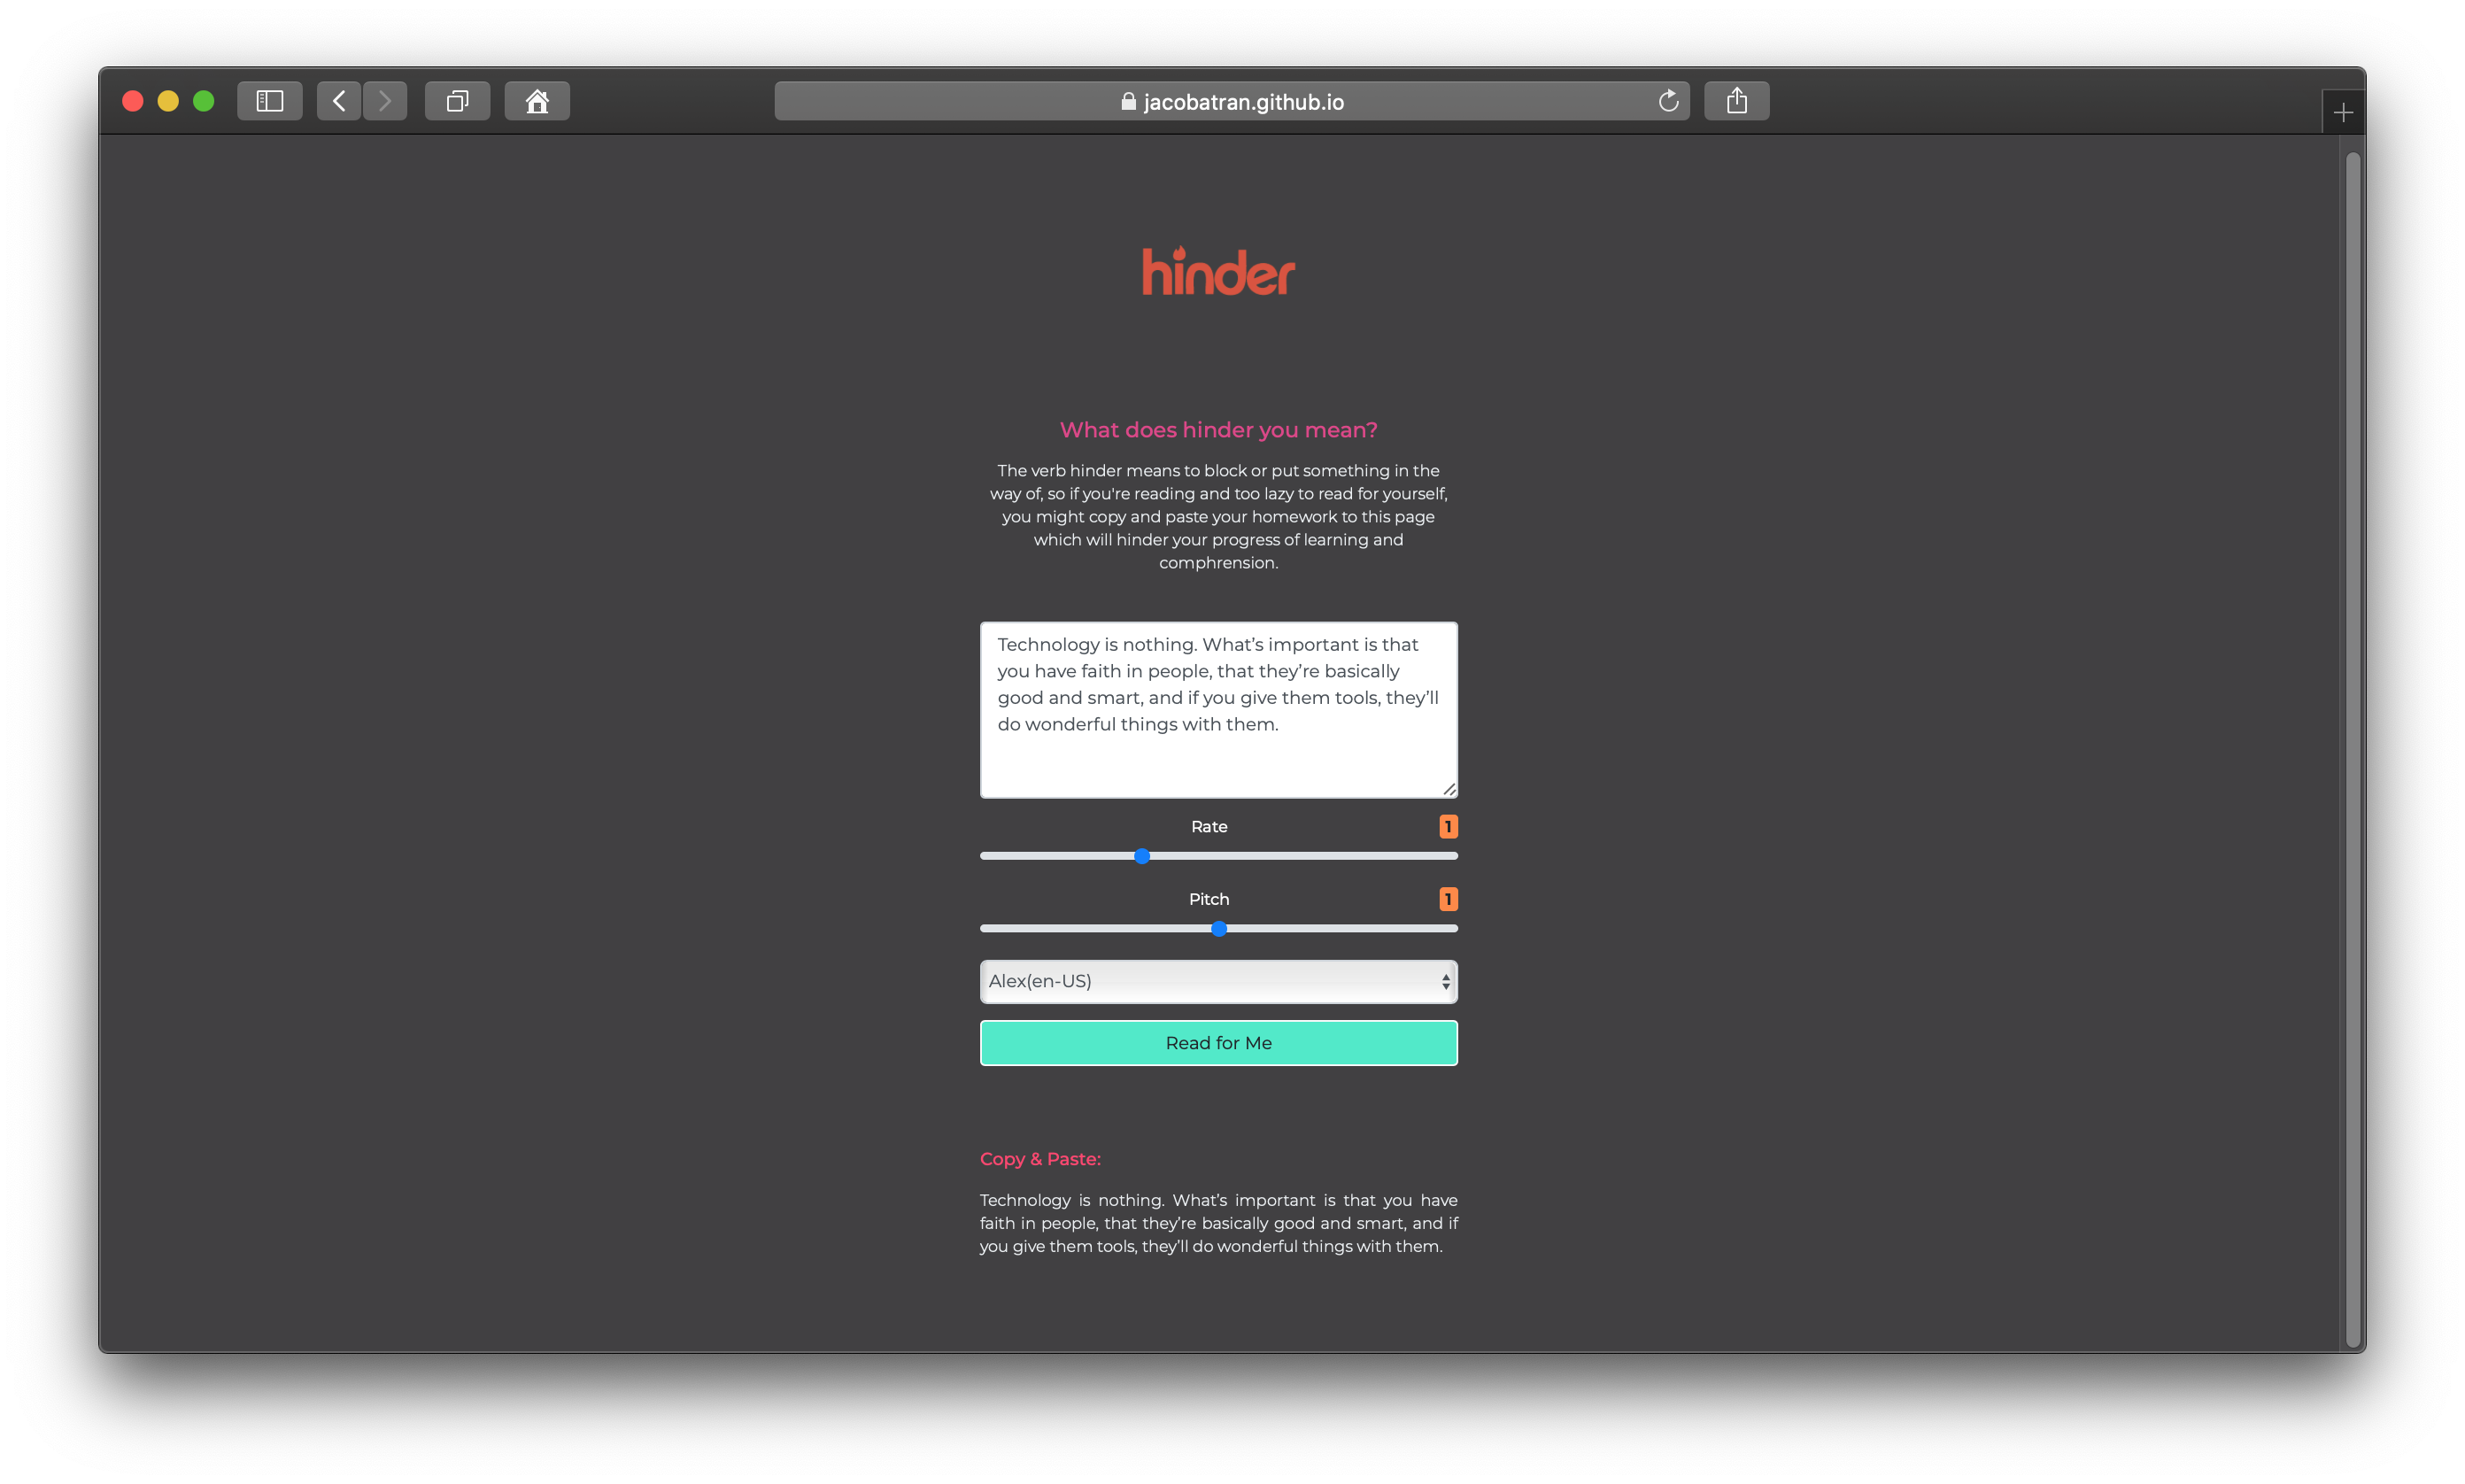 jacobatran.github.io
hinder
What does hinder you mean?
The verb hinder means to block or put something in the
way of, so if you're reading and too lazy to read for yourself,
you might copy and paste your homework to this page
which will hinder your progress of learning and
comphrension.
Technology is nothing. What’s important is that
you have faith in people, that they’re basically
good and smart, and if you give them tools, they’ll
do wonderful things with them.
Rate 1
Pitch 1
Alex(en-US)
Read for Me
Copy & Paste:
Technology is nothing. What’s important is that you have
faith in people, that they’re basically good and smart, and if
you give them tools, they’ll do wonderful things with them.